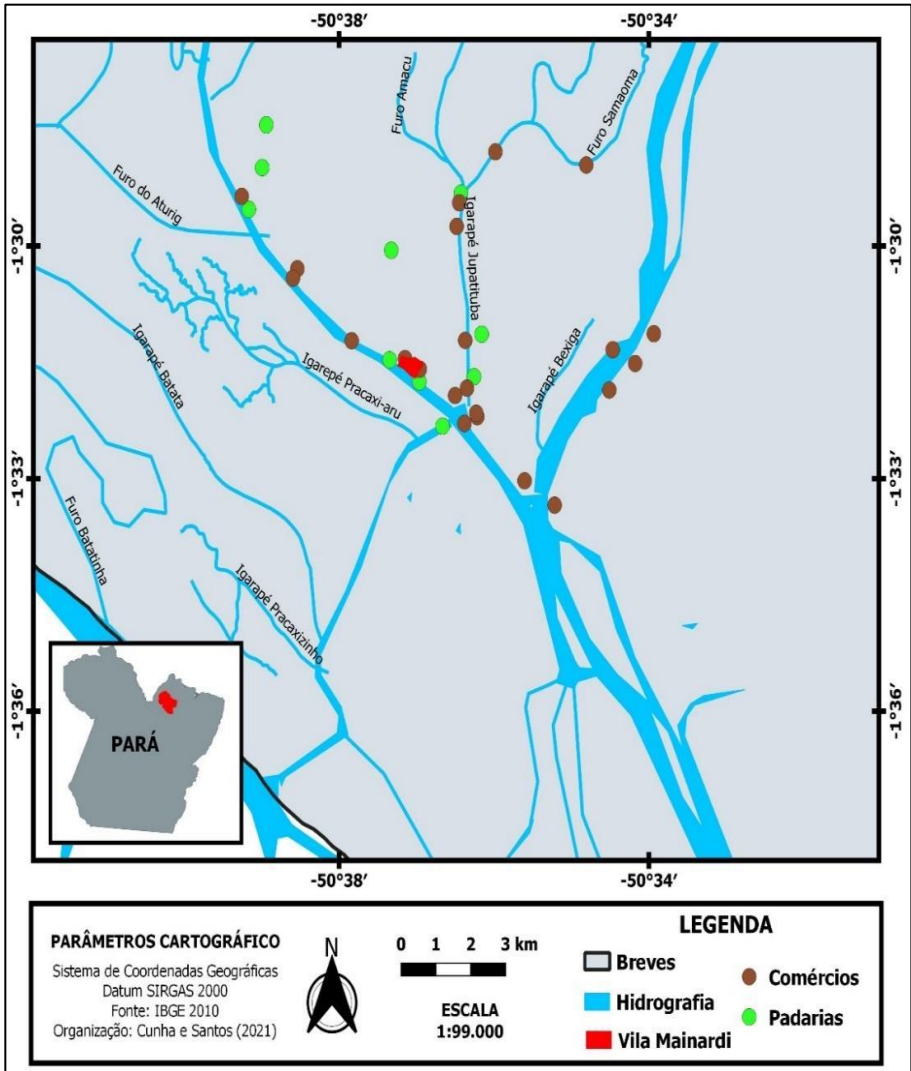 -50°38′
-50°34′
Furo Amaçu
Furo Samaoma
Furo do Aturig
Igarapé Jupatituba
-1°30′
-1°30′
Igarapé Batata
Igarepé Pracaxi-aru
Igarapé Bexiga
-1°33′
-1°33′
Furo Batatinha
Igarapé Pracaxizinho
PARÁ
-1°36′
-1°36′
-50°38′
-50°34′
PARÂMETROS CARTOGRÁFICO
Sistema de Coordenadas Geográficas
Datum SIRGAS 2000
Fonte: IBGE 2010
Organização: Cunha e Santos (2021)
N
0 1 2 3 km
ESCALA
1:99.000
LEGENDA
Breves
Hidrografia
Vila Mainardi
Comércios
Padarias